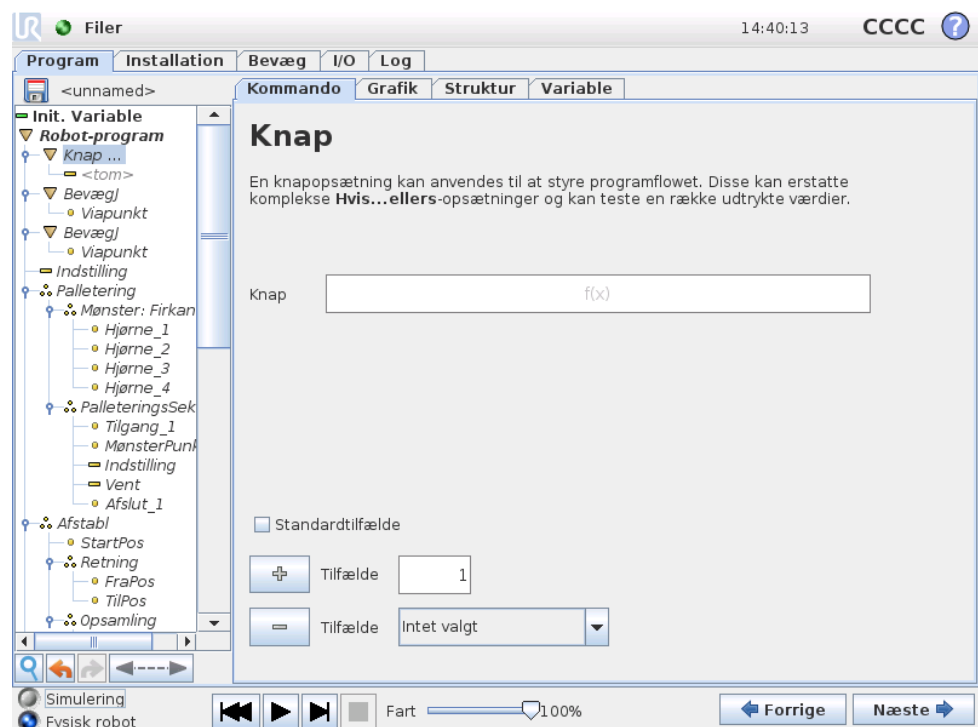 UR Filer 14:40:13 CCCC ?
Program Installation Bevæg I/O Log
<unnamed>
Kommando Grafik Struktur Variable
Init. Variable
Robot-program
Knap ...
<tom>
BevægJ
Viapunkt
BevægJ
Viapunkt
Indstilling
Palletering
Mønster: Firkan
Hjørne_1
Hjørne_2
Hjørne_3
Hjørne_4
PalleteringsSek
Tilgang_1
MønsterPunk
Indstilling
Vent
Afslut_1
Afstabl
StartPos
Retning
FraPos
TilPos
Opsamling
Knap
En knapopsætning kan anvendes til at styre programflowet. Disse kan erstatte
komplekse Hvis...ellers-opsætninger og kan teste en række udtrykte værdier.
Knap f(x)
Standardtilfælde
Tilfælde 1
Tilfælde Intet valgt
Simulering
Fysisk robot
Fart 100%
Forrige Næste